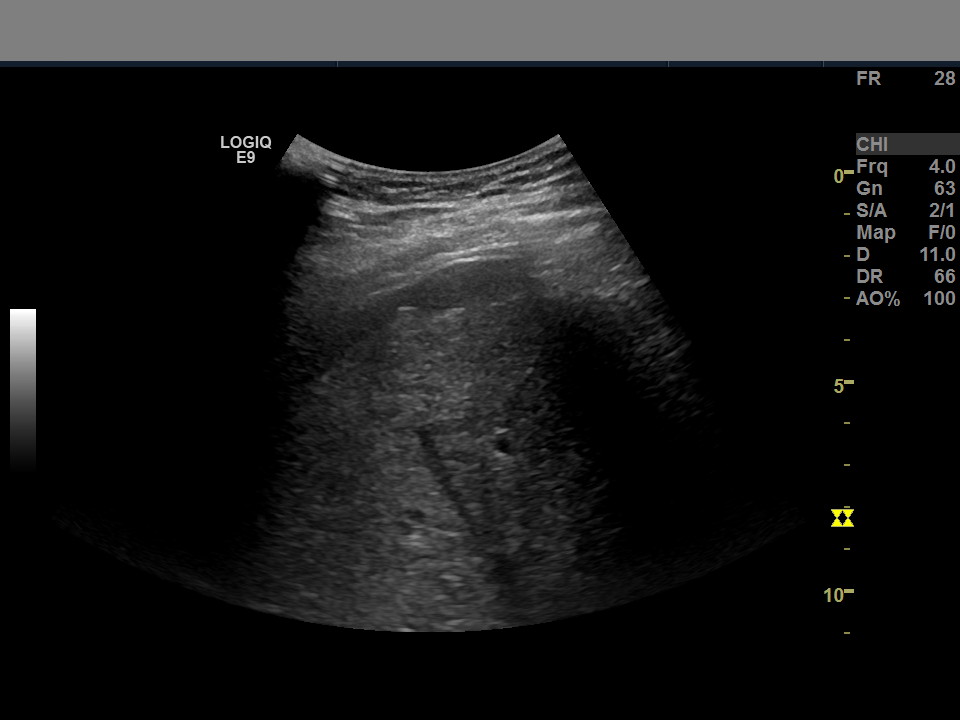 FR 28
LOGIQ
E9
CHI
Frq 4.0
Gn 63
S/A 2/1
Map F/0
D 11.0
DR 66
AO% 100
0
5
10